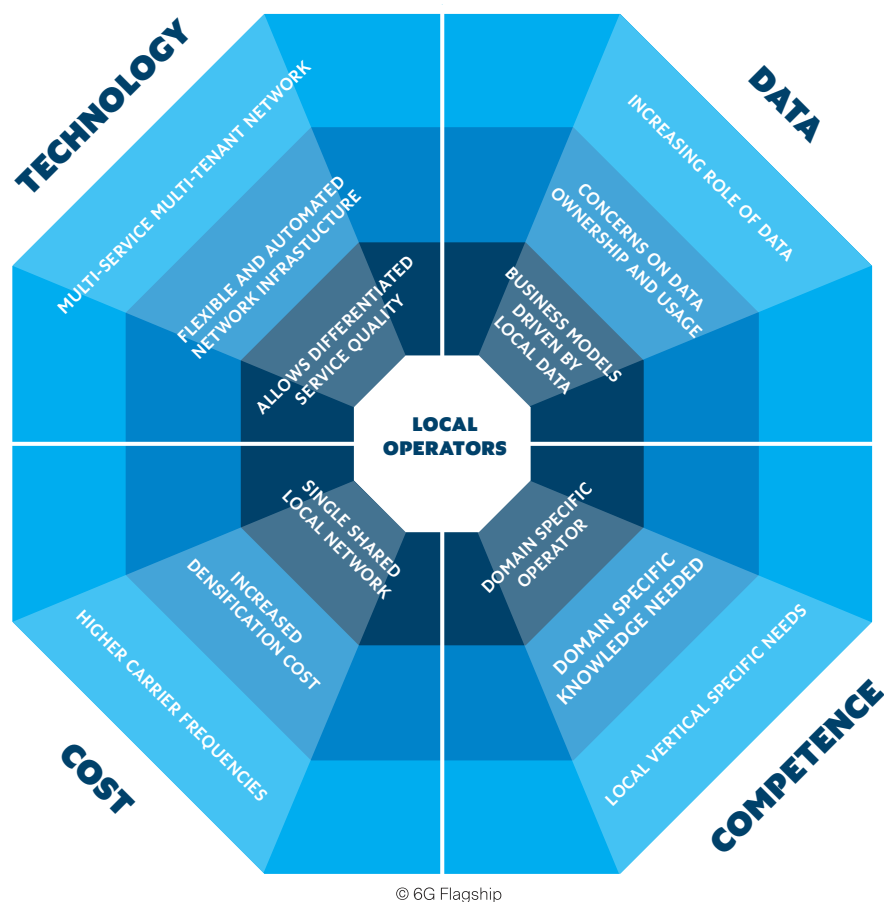 TECHNOLOGY
MULTI-SERVICE MULTI-TENANT NETWORK
FLEXIBLE AND AUTOMATED
NETWORK INFRASTUCTURE
ALLOWS DIFFERENTIATED
SERVICE QUALITY
DATA
INCREASING ROLE OF DATA
CONCERNS ON DATA
OWNERSHIP AND USAGE
BUSINESS MODELS
DRIVEN BY
LOCAL DATA
LOCAL
OPERATORS
SINGLE SHARED
LOCAL NETWORK
INCREASED
DENSIFICATION COST
HIGHER CARRIER FREQUENCIES
COST
DOMAIN SPECIFIC
OPERATOR
DOMAIN SPECIFIC
KNOWLEDGE NEEDED
LOCAL VERTICAL SPECIFIC NEEDS
COMPETENCE
© 6G Flagship